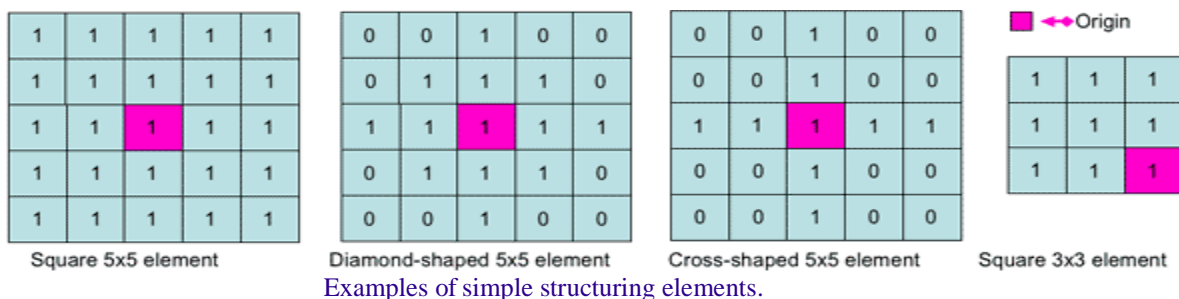 1 1 1 1 1
1 1 1 1 1
1 1 1 1 1
1 1 1 1 1
1 1 1 1 1
Square 5x5 element
0 0 1 0 0
0 1 1 1 0
1 1 1 1 1
0 1 1 1 0
0 0 1 0 0
Diamond-shaped 5x5 element
0 0 1 0 0
0 0 1 0 0
1 1 1 1 1
0 0 1 0 0
0 0 1 0 0
Cross-shaped 5x5 element
Origin
1 1 1
1 1 1
1 1 1
Square 3x3 element
Examples of simple structuring elements.